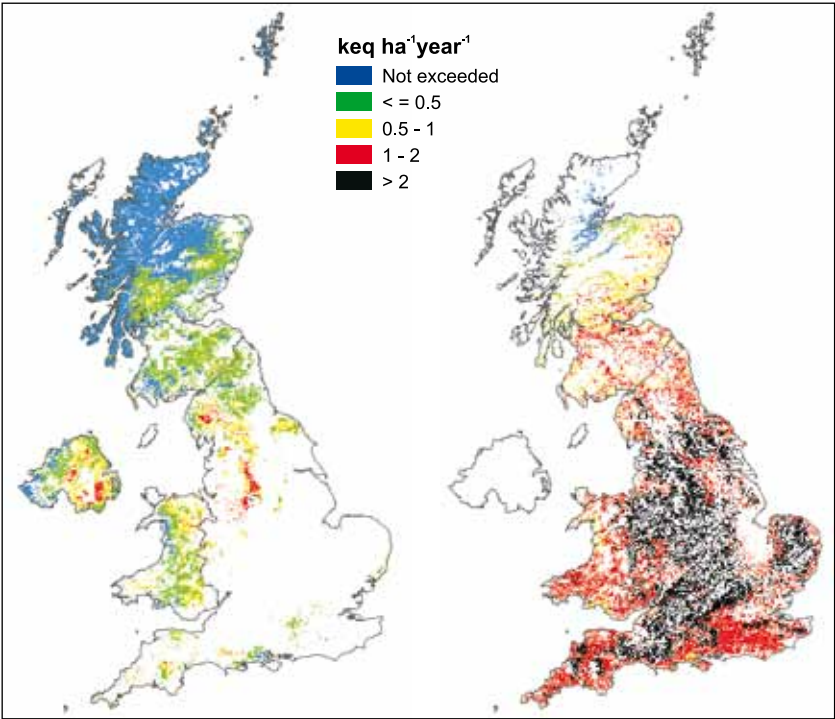 keq ha⁻¹year⁻¹
Not exceeded
< = 0.5
0.5 - 1
1 - 2
> 2